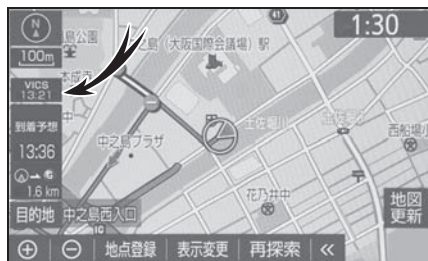 N
41
1:30
島公園
中之島（大阪国際会議場）駅
100m
VICS
13:21
到着予想
中之島プラザ
土佐堀川
西船場
13:36
1.6 km
花乃井中
地図
更新
目的地
中之島西入口
IC
地点登録
表示変更
再探索
«